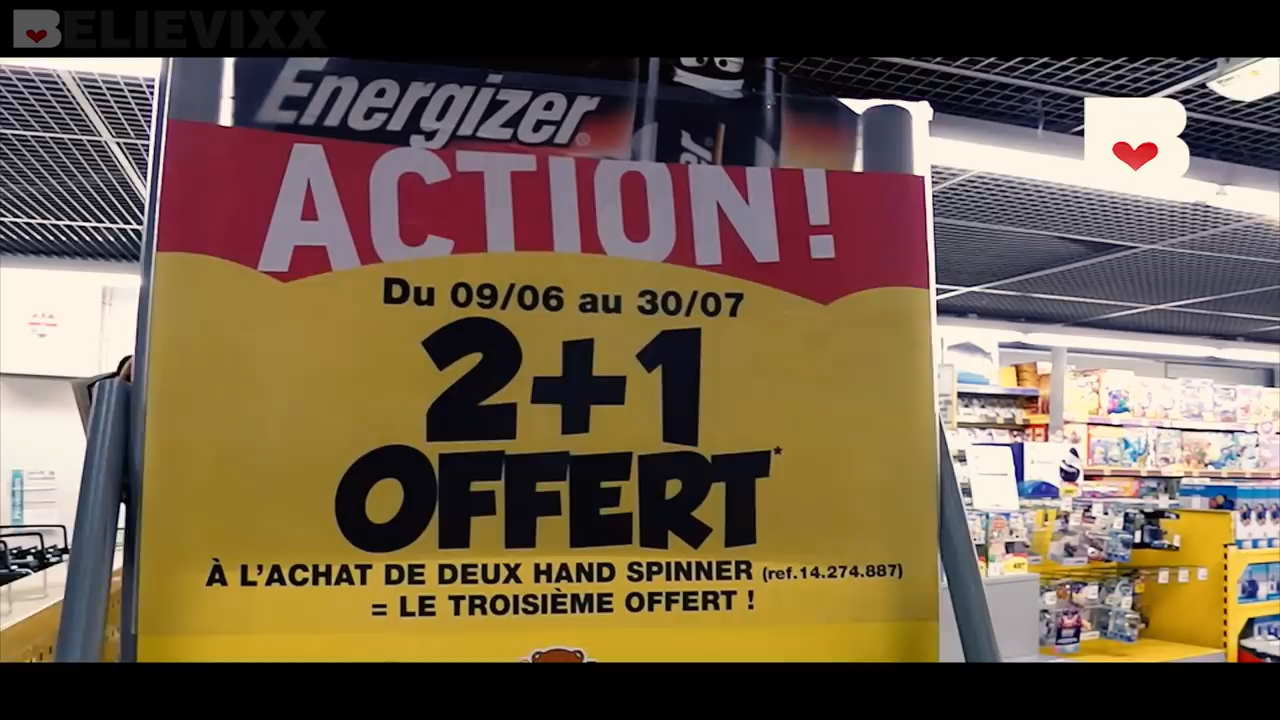 BELIEVIXX
Energizer
er.
B
ACTION!
Du 09/06 au 30/07
2+1
OFFERT*
À L'ACHAT DE DEUX HAND SPINNER (ref.14.274.887)
= LE TROISIÈME OFFERT !